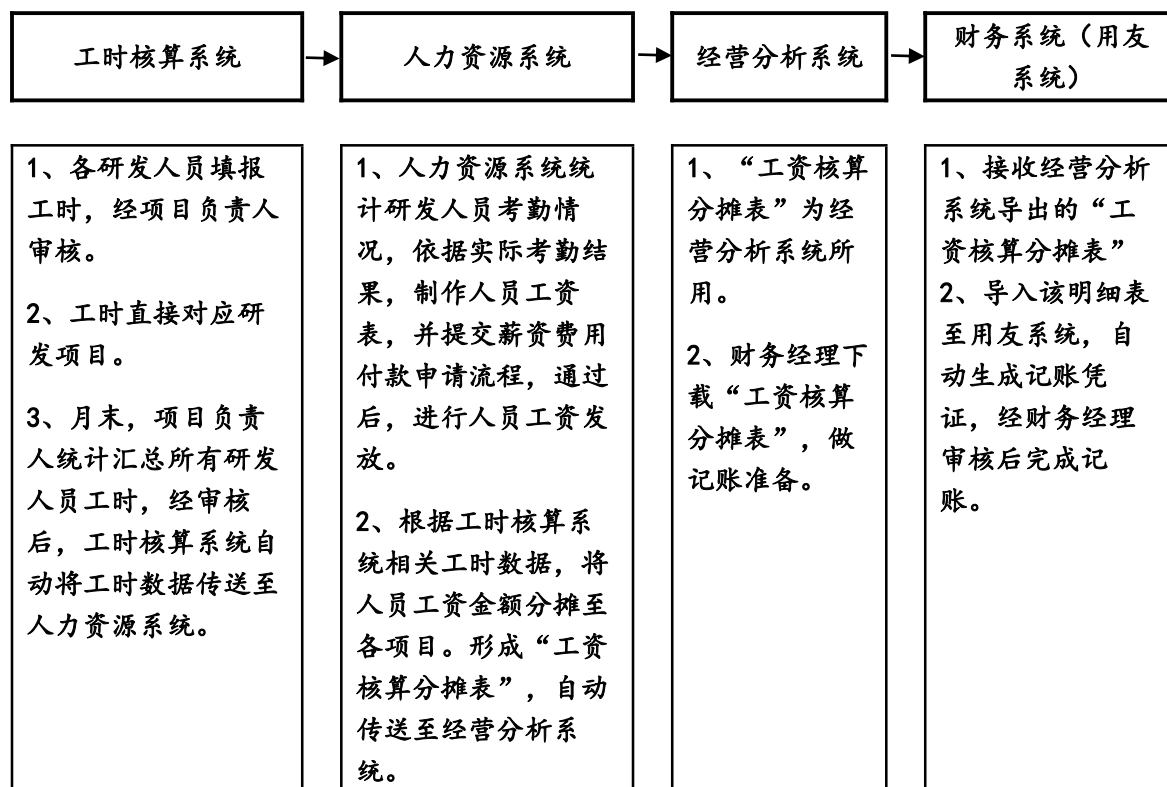 工时核算系统
人力资源系统
经营分析系统
财务系统（用友
系统）
1、各研发人员填报
工时，经项目负责人
审核。
2、工时直接对应研
发项目。
3、月末，项目负责
人统计汇总所有研发
人员工时，经审核
后，工时核算系统自
动将工时数据传送至
人力资源系统。
1、人力资源系统统
计研发人员考勤情
况，依据实际考勤结
果，制作人员工资
表，并提交薪资费用
付款申请流程，通过
后，进行人员工资发
放。
2、根据工时核算系
统相关工时数据，将
人员工资金额分摊至
各项目。形成“工资
核算分摊表”，自动
传送至经营分析系
统。
1、“工资核算
分摊表”为经
营分析系统所
用。
2、财务经理下
载“工资核算
分摊表”，做
记账准备。
1、接收经营分析
系统导出的“工
资核算分摊表”
2、导入该明细表
至用友系统，自
动生成记账凭
证，经财务经理
审核后完成记
账。